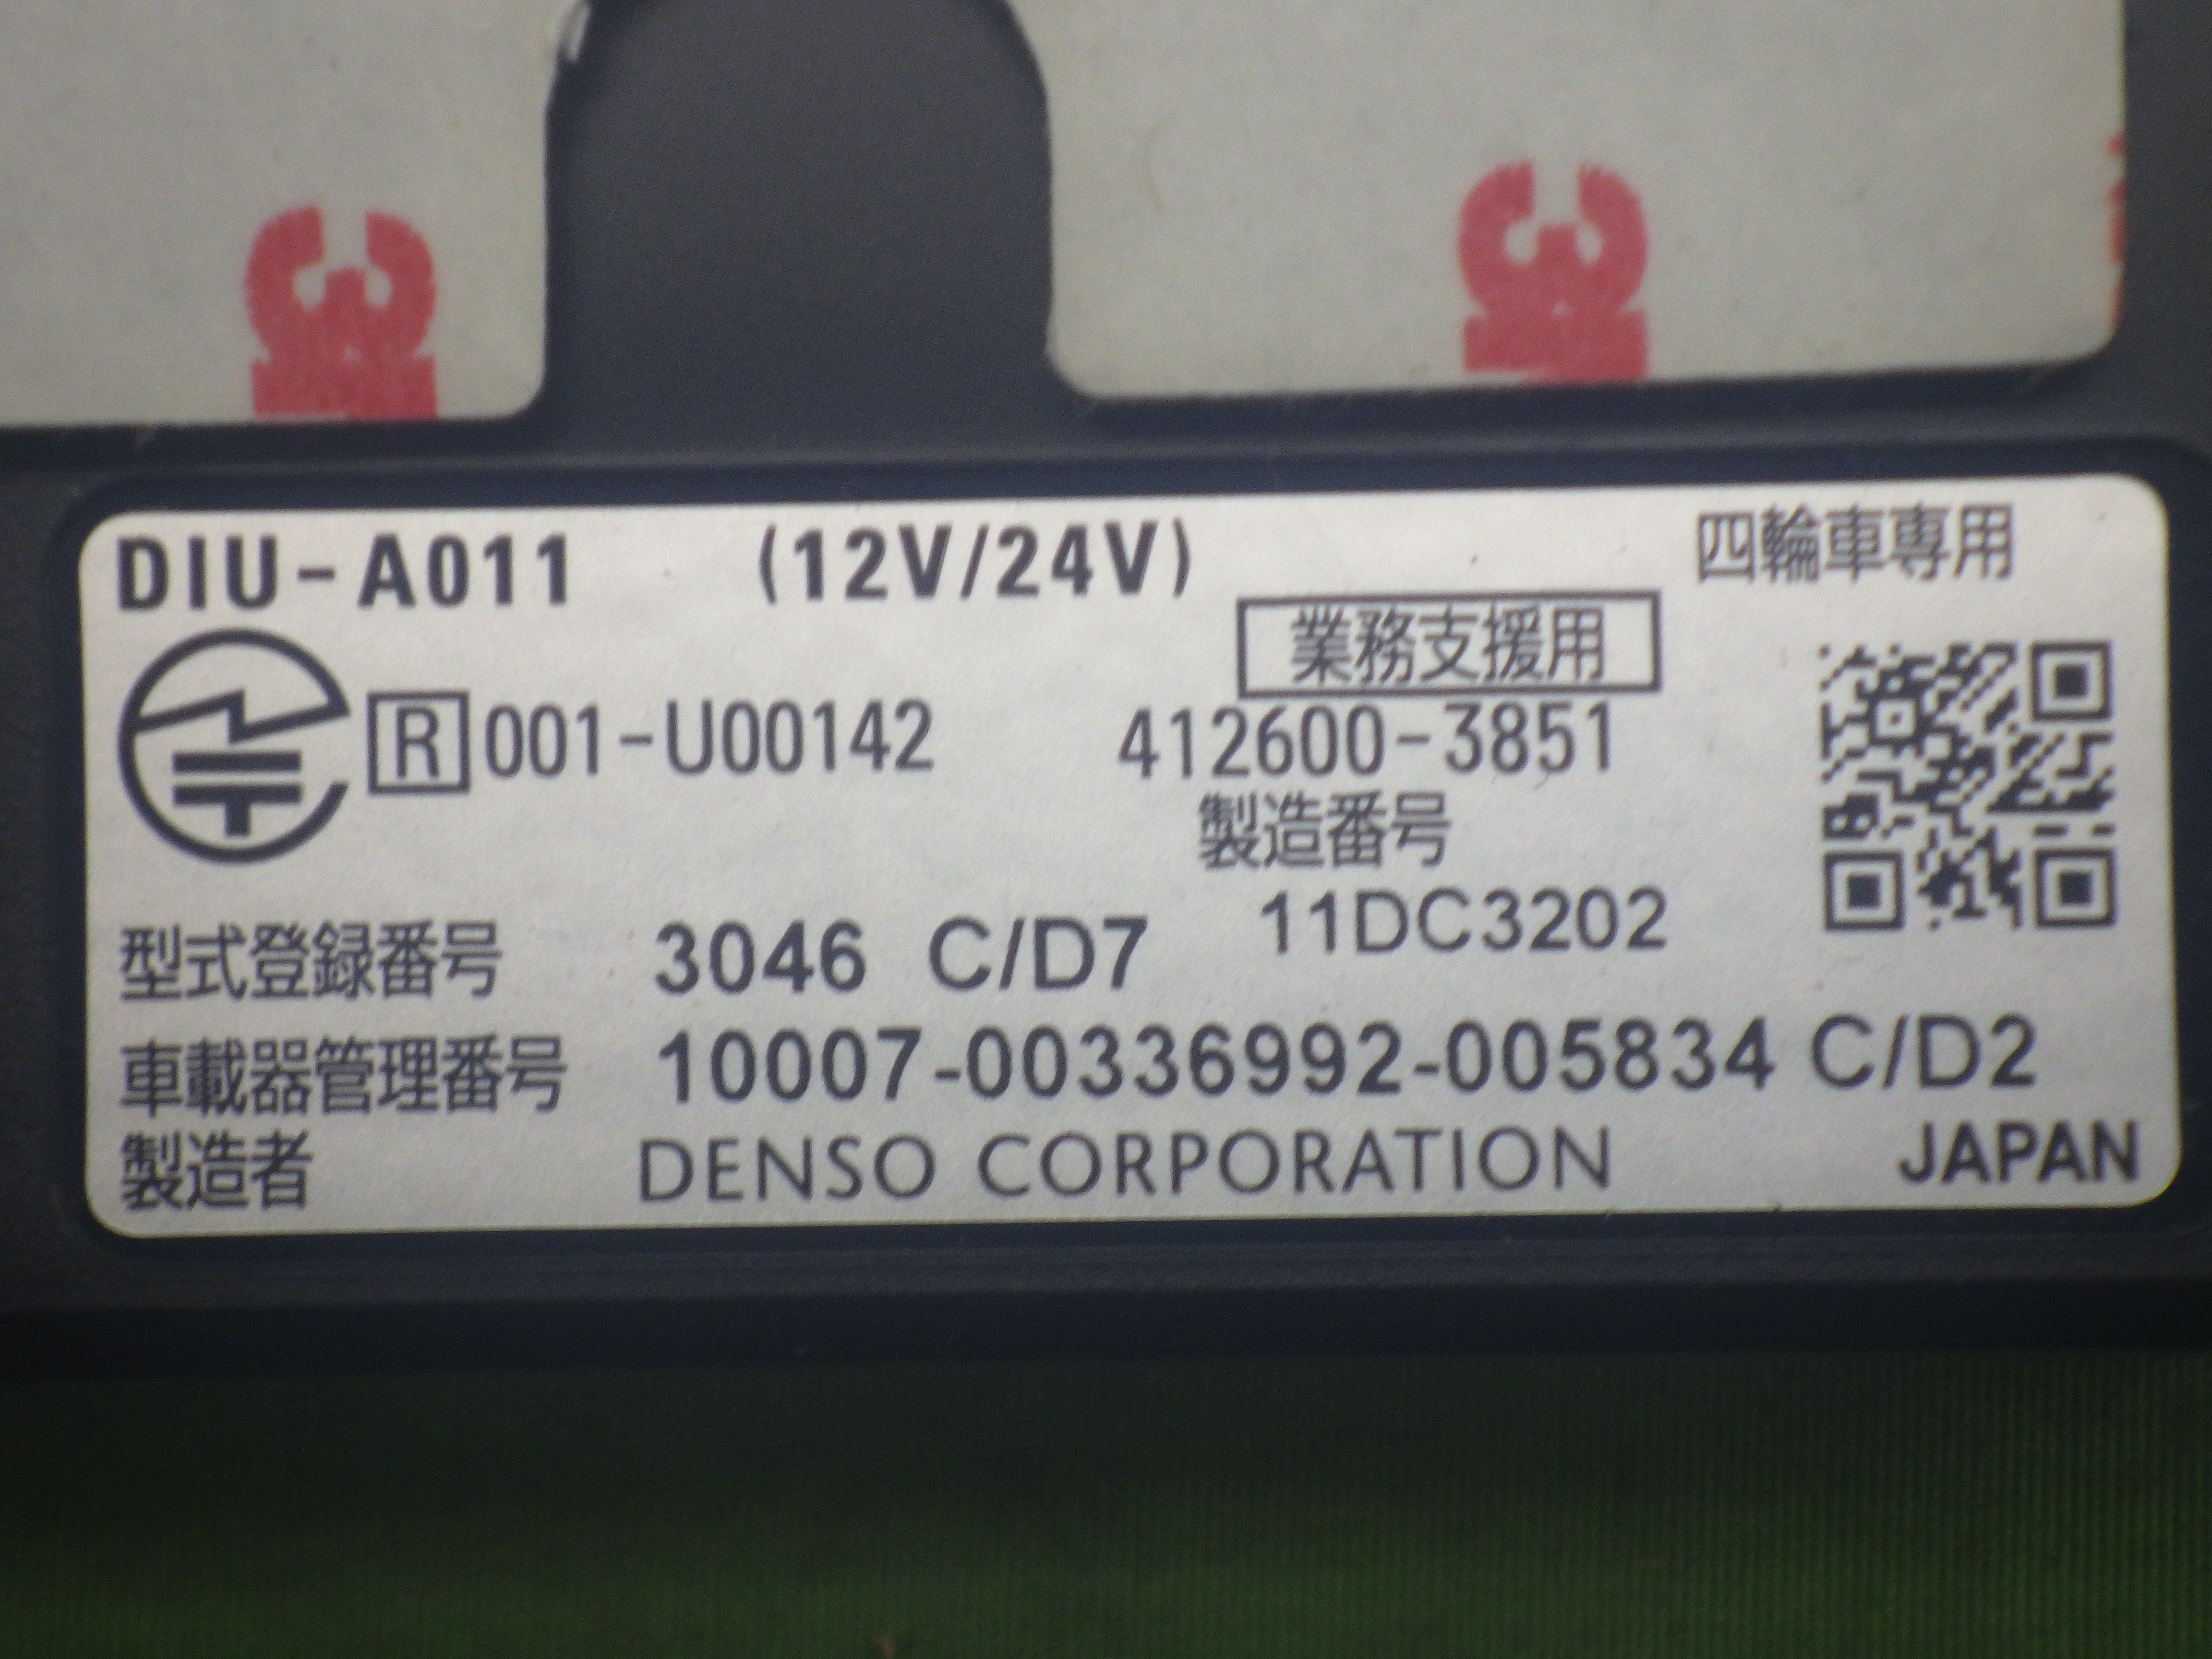 DIU-A011 (12V/24V) 四輪車専用
業務支援用
R 001-U00142 412600-3851
製造番号
11DC3202
型式登録番号 3046 C/D7
車載器管理番号 10007-00336992-005834 C/D2
製造者 DENSO CORPORATION JAPAN